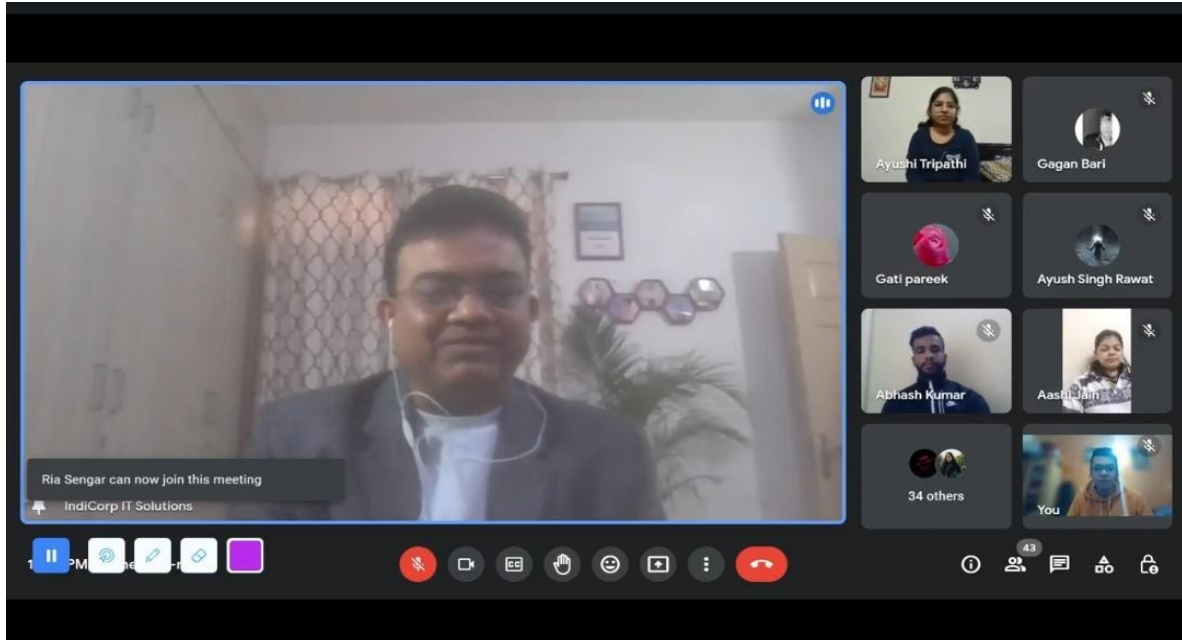 Ayushi Tripathi
Gagan Bari
Gati pareek
Ayush Singh Rawat
Abhash Kumar
Aashi Jain
34 others
You
Ria Sengar can now join this meeting
IndiCorp IT Solutions
43
CC